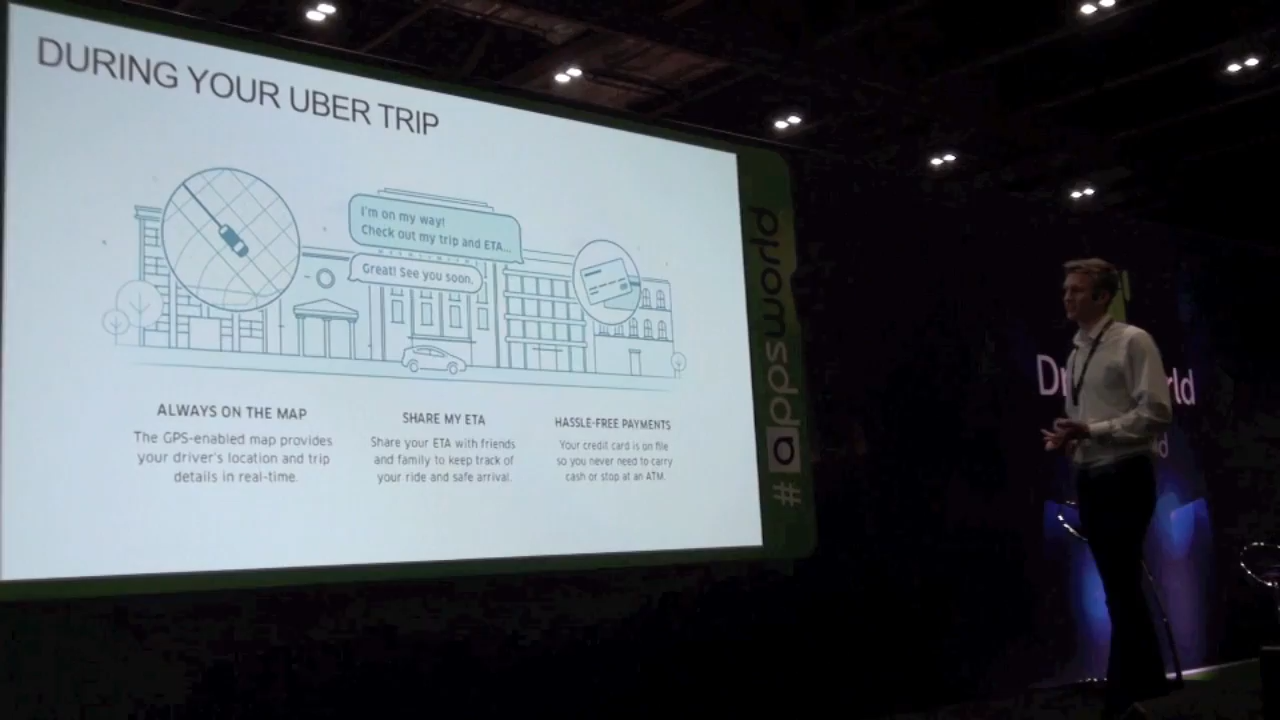 DURING YOUR UBER TRIP
I'm on my way!
Check out my trip and ETA...
Great! See you soon.
ALWAYS ON THE MAP
The GPS-enabled map provides
your driver's location and trip
details in real-time.
SHARE MY ETA
Share your ETA with friends
and family to keep track of
your ride and safe arrival.
HASSLE-FREE PAYMENTS
Your credit card is on file
so you never need to carry
cash or stop at an ATM.
#appsworld